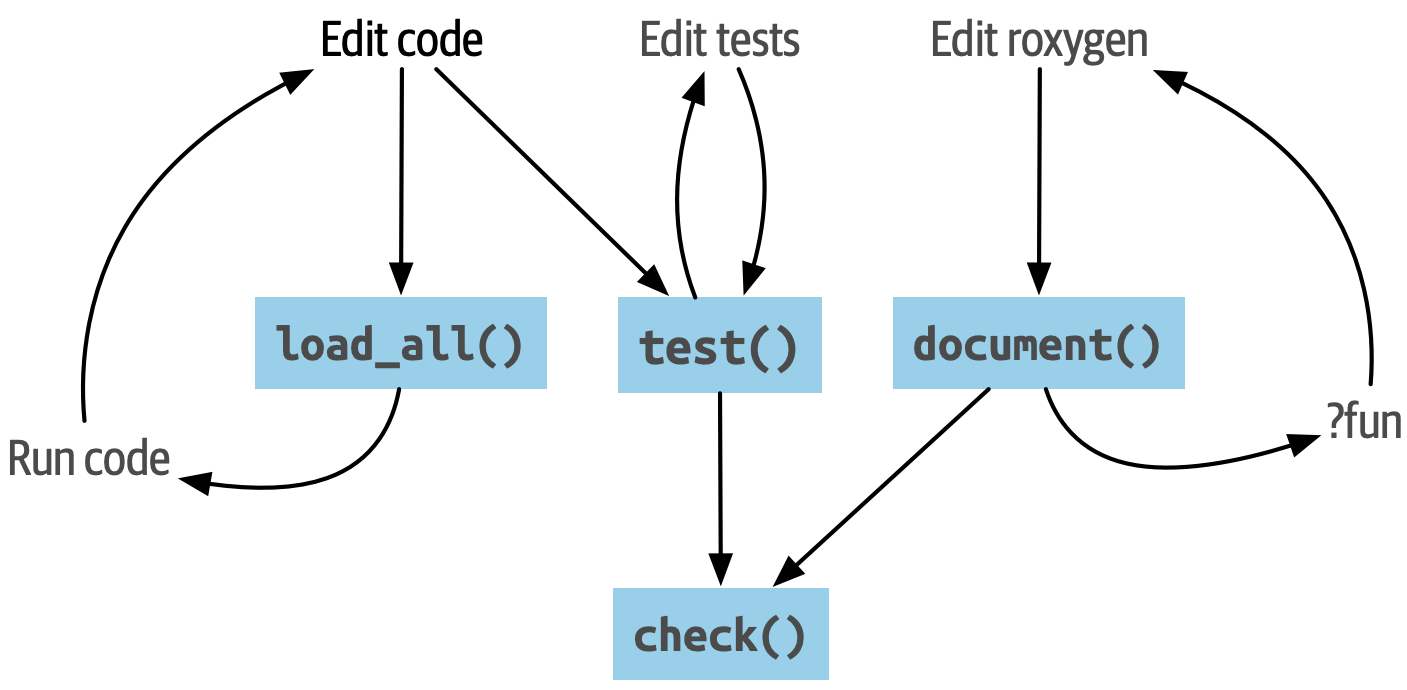 Edit code
Edit tests
Edit roxygen
load_all()
test()
document()
?fun
Run code
check()